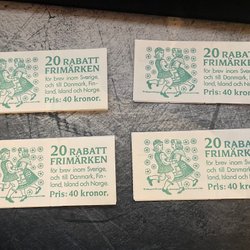 20 RABATT
FRIMÄRKEN
för brev inom Sverige,
och till Danmark, Fin-
land, Island och Norge.
Pris: 40 kronor.
20 RABATT
FRIMÄRKEN
för brev inom Sverige,
och till Danmark, Fin-
land, Island och Norge.
Pris: 40 kronor.
20 RABATT
FRIMÄRKEN
för brev inom Sverige,
och till Danmark, Fin-
land, Island och Norge.
Pris: 40 kronor.
20 RABATT
FRIMÄRKEN
för brev inom Sverige,
och till Danmark, Fin-
land, Island och Norge.
Pris: 40 kronor.